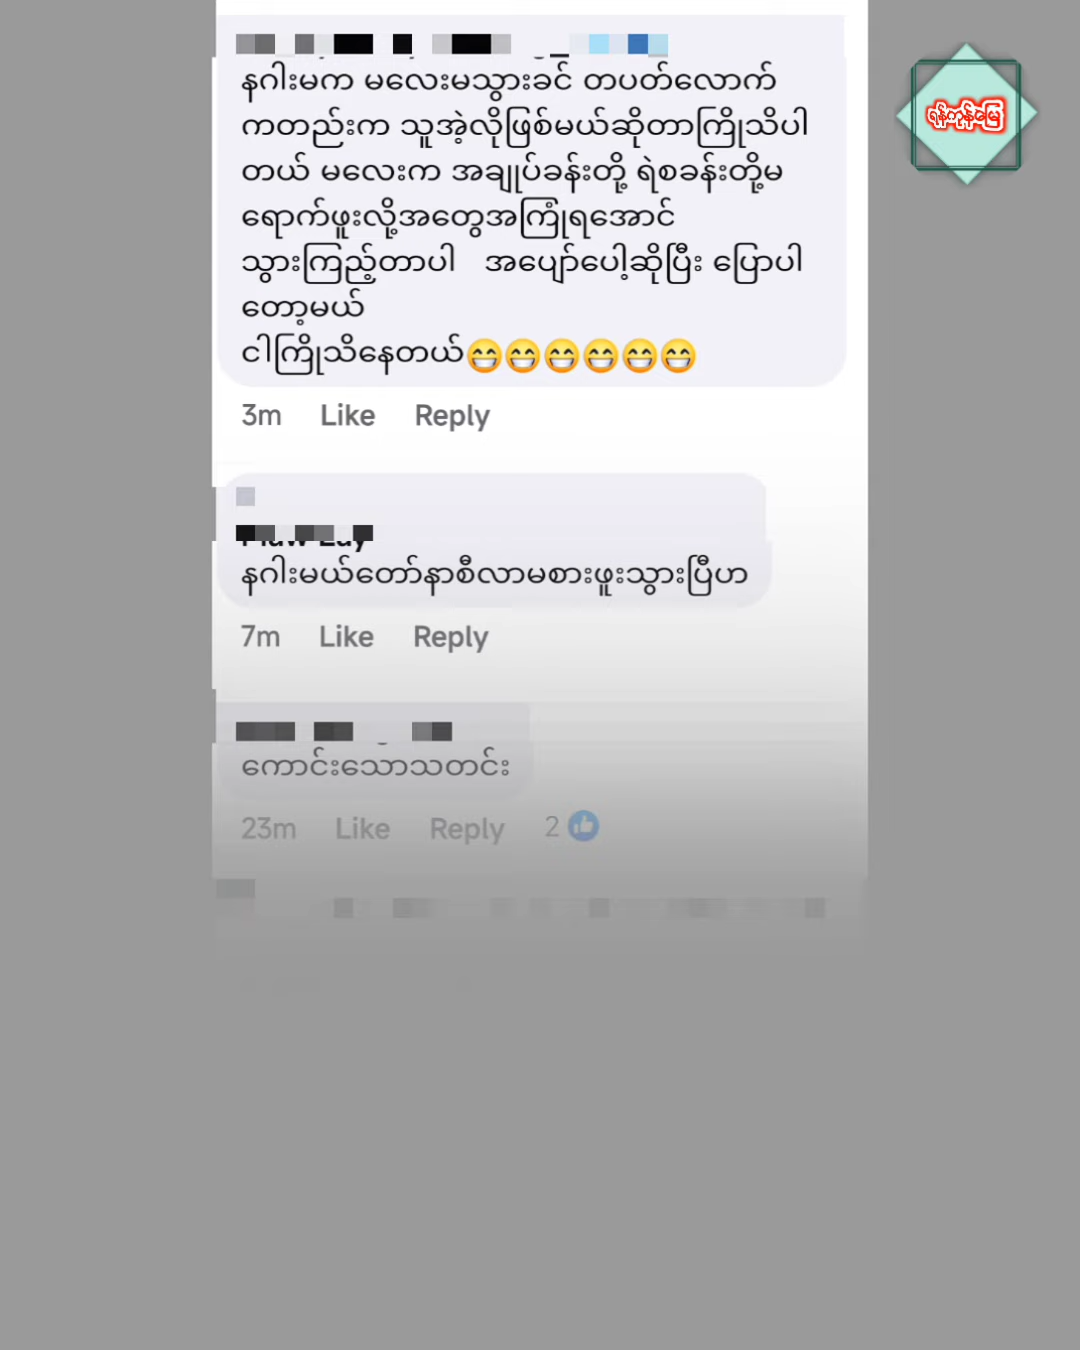 နဂါးမက မလေးမသွားခင် တပတ်လောက်
ကတည်းက သူအဲ့လိုဖြစ်မယ်ဆိုတာကြိုသိပါ
တယ် မလေးက အချုပ်ခန်းတို့ ရဲစခန်းတို့မ
ရောက်ဖူးလို့အတွေအကြုံရအောင်
သွားကြည့်တာပါ အပျော်ပေါ့ဆိုပြီး ပြောပါ
တော့မယ်
ငါကြိုသိနေတယ်😁😁😁😁😁😁
3m Like Reply
နဂါးမယ်တော်နာစီလာမစားဖူးသွားပြီဟ
7m Like Reply
ကောင်းသောသတင်း
23m Like Reply 2
ရန်ကုန်မြေ